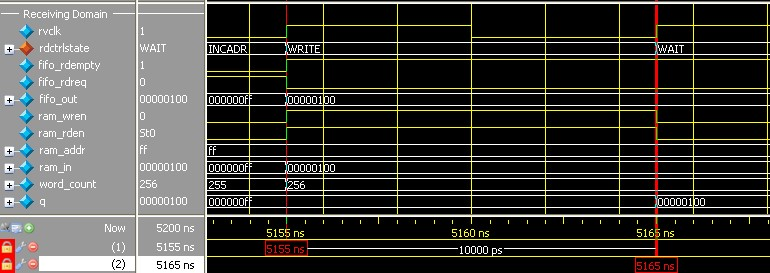 Receiving Domain
rvclk 1
rdctrlstate WAIT INCADR WRITE WAIT
fifo_rdempty 1
fifo_rdreq 0
fifo_out 00000100 000000ff 00000100
ram_wren 0
ram_rden St0
ram_addr ff ff
ram_in 00000100 000000ff 00000100
word_count 256 255 256
q 00000100 00000100
Now 5200 ns 5155 ns 5160 ns 5165 ns
(1) 5155 ns 5155 ns 10000 ps
(2) 5165 ns 5165 ns